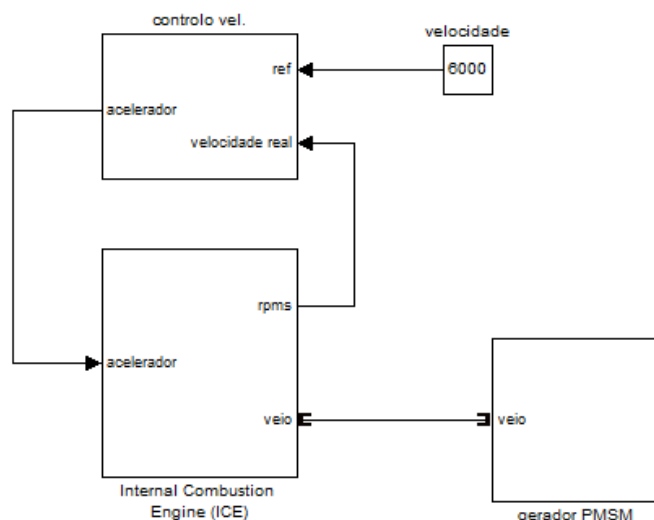 controlo vel.
velocidade
ref
6000
acelerador
velocidade real
rpms
acelerador
veio
veio
Internal Combustion
Engine (ICE)
gerador PMSM